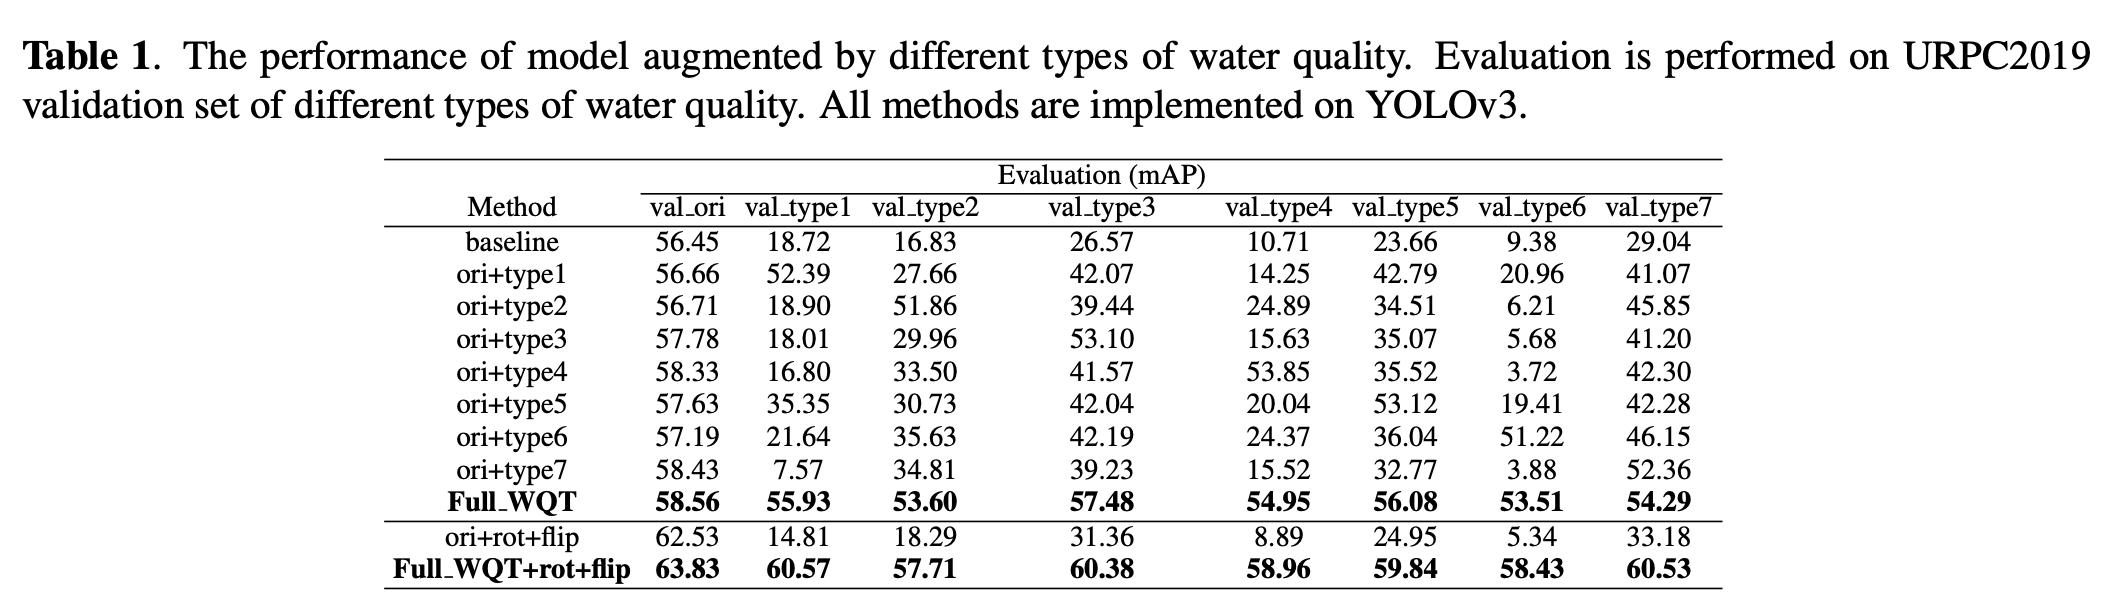 Table 1. The performance of model augmented by different types of water quality. Evaluation is performed on URPC2019
validation set of different types of water quality. All methods are implemented on YOLOv3.
Evaluation (mAP)
Method val_ori val_type1 val_type2 val_type3 val_type4 val_type5 val_type6 val_type7
baseline 56.45 18.72 16.83 26.57 10.71 23.66 9.38 29.04
ori+type1 56.66 52.39 27.66 42.07 14.25 42.79 20.96 41.07
ori+type2 56.71 18.90 51.86 39.44 24.89 34.51 6.21 45.85
ori+type3 57.78 18.01 29.96 53.10 15.63 35.07 5.68 41.20
ori+type4 58.33 16.80 33.50 41.57 53.85 35.52 3.72 42.30
ori+type5 57.63 35.35 30.73 42.04 20.04 53.12 19.41 42.28
ori+type6 57.19 21.64 35.63 42.19 24.37 36.04 51.22 46.15
ori+type7 58.43 7.57 34.81 39.23 15.52 32.77 3.88 52.36
Full_WQT 58.56 55.93 53.60 57.48 54.95 56.08 53.51 54.29
ori+rot+flip 62.53 14.81 18.29 31.36 8.89 24.95 5.34 33.18
Full_WQT+rot+flip 63.83 60.57 57.71 60.38 58.96 59.84 58.43 60.53